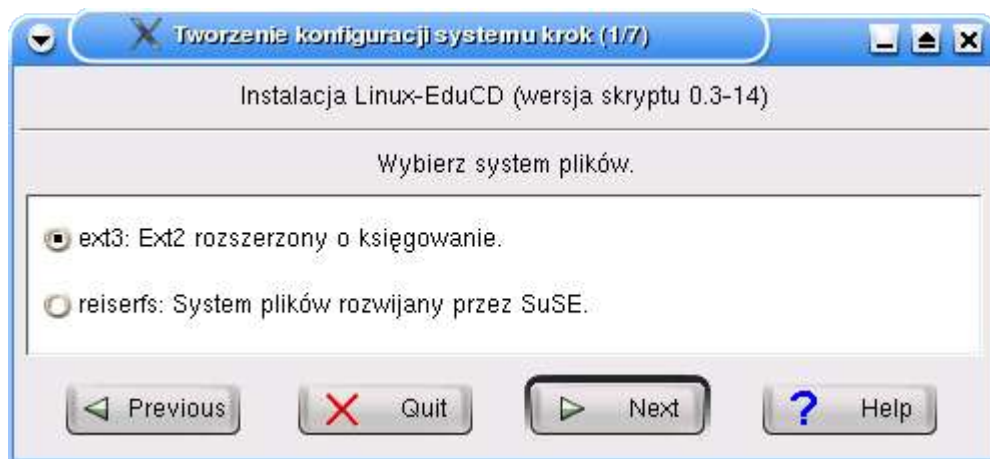 Tworzenie konfiguracji systemu krok (1/7)
Instalacja Linux-EduCD (wersja skryptu 0.3-14)
Wybierz system plików.
ext3: Ext2 rozszerzony o księgowanie.
reiserfs: System plików rozwijany przez SuSE.
Previous Quit Next Help